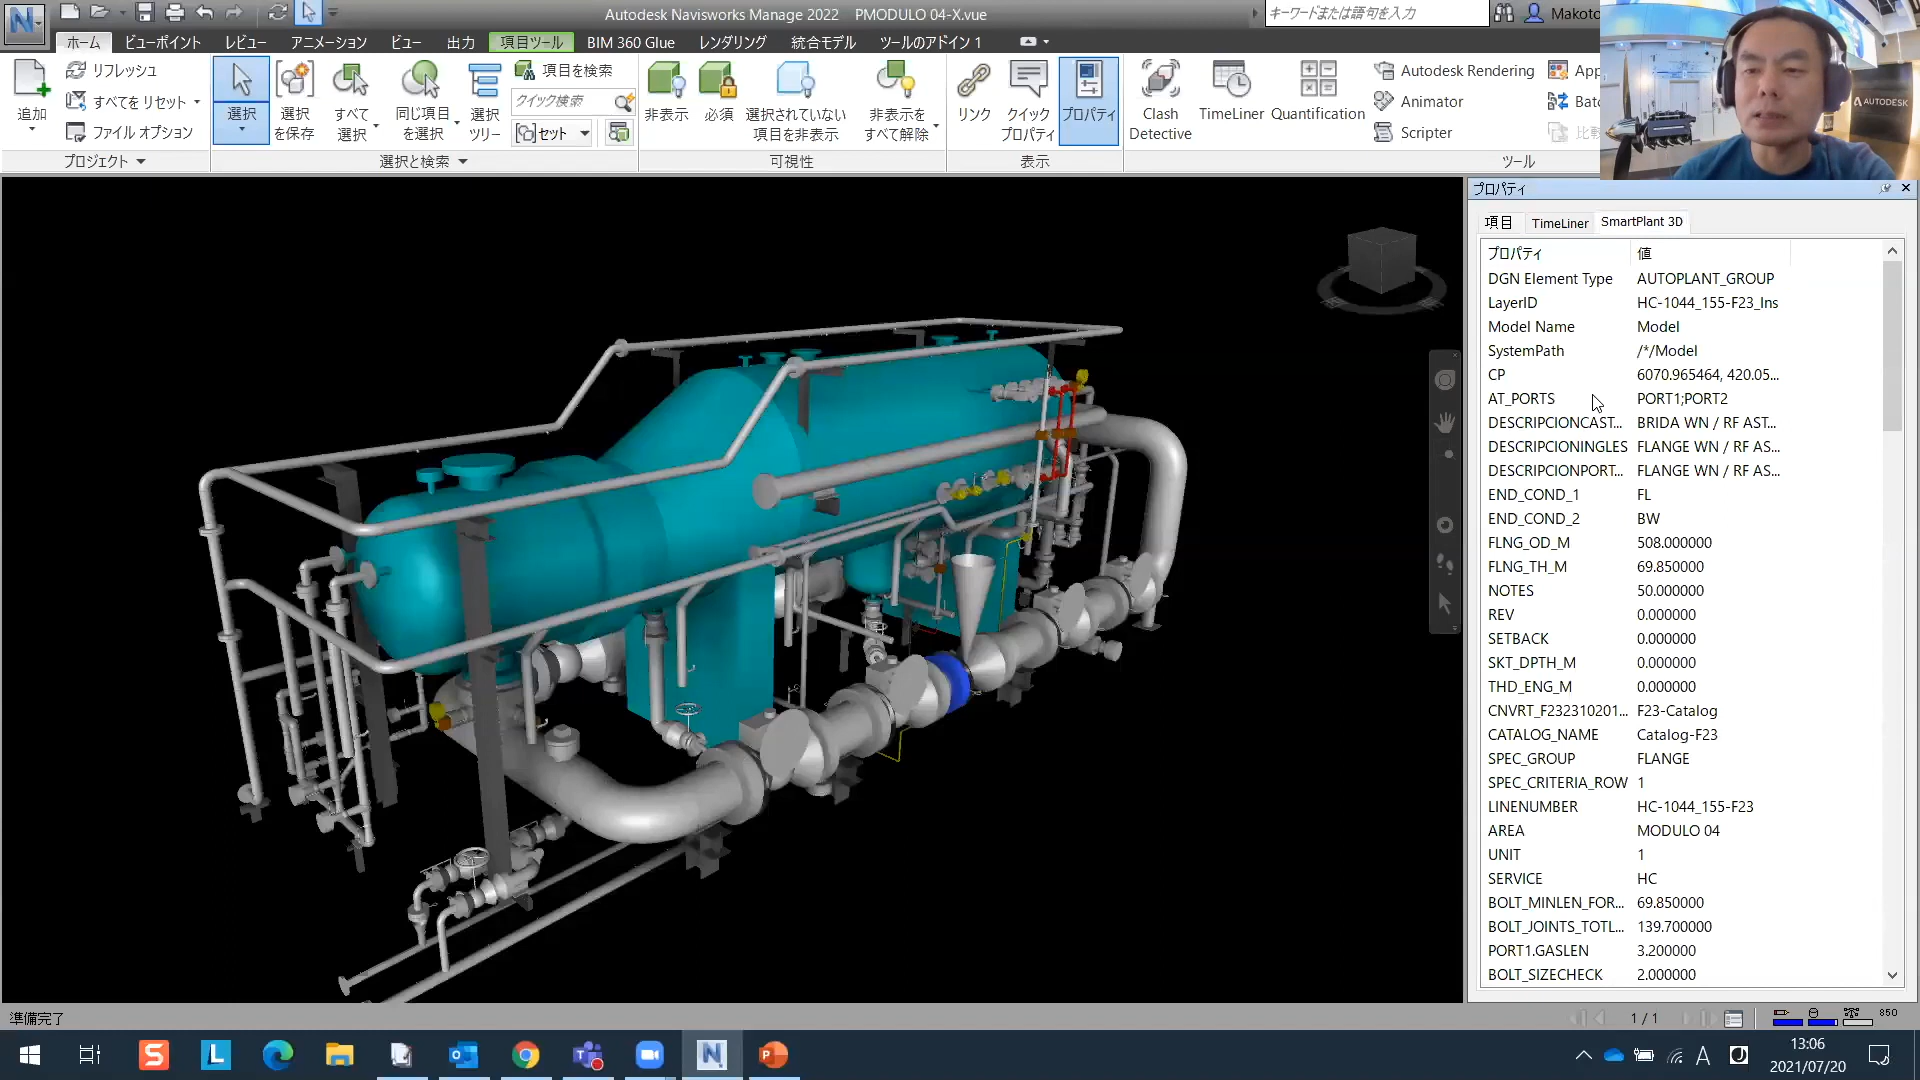 Autodesk Navisworks Manage 2022 PMODULO 04-X.vue
キーワードまたは語句を入力
Makoto
ホーム ビューポイント レビュー アニメーション ビュー 出力 項目ツール BIM 360 Glue レンダリング 統合モデル ツールのアドイン 1
追加
リフレッシュ
すべてを リセット
ファイル オプション
選択
選択を保存
すべて選択
同じ項目を選択
選択ツリー
項目を検索
クイック検索
セット
非表示
必須
選択されていない項目を非表示
非表示をすべて解除
リンク
クイックプロパティ
プロパティ
Clash Detective
TimeLiner
Quantification
Autodesk Rendering
Animator
Scripter
App
Batc
比較
プロジェクト
選択と検索
可視性
表示
ツール
AUTODESK
プロパティ
項目 TimeLiner SmartPlant 3D
プロパティ 値
DGN Element Type AUTOPLANT_GROUP
LayerID HC-1044_155-F23_Ins
Model Name Model
SystemPath /*/Model
CP 6070.965464, 420.05...
AT_PORTS PORT1;PORT2
DESCRIPCIONCAST... BRIDA WN / RF AST...
DESCRIPCIONINGLES FLANGE WN / RF AS...
DESCRIPCIONPORT... FLANGE WN / RF AS...
END_COND_1 FL
END_COND_2 BW
FLNG_OD_M 508.000000
FLNG_TH_M 69.850000
NOTES 50.000000
REV 0.000000
SETBACK 0.000000
SKT_DPTH_M 0.000000
THD_ENG_M 0.000000
CNVRT_F232310201... F23-Catalog
CATALOG_NAME Catalog-F23
SPEC_GROUP FLANGE
SPEC_CRITERIA_ROW 1
LINENUMBER HC-1044_155-F23
AREA MODULO 04
UNIT 1
SERVICE HC
BOLT_MINLEN_FOR... 69.850000
BOLT_JOINTS_TOTL... 139.700000
PORT1.GASLEN 3.200000
BOLT_SIZECHECK 2.000000
準備完了
1 / 1
850
A
13:06
2021/07/20